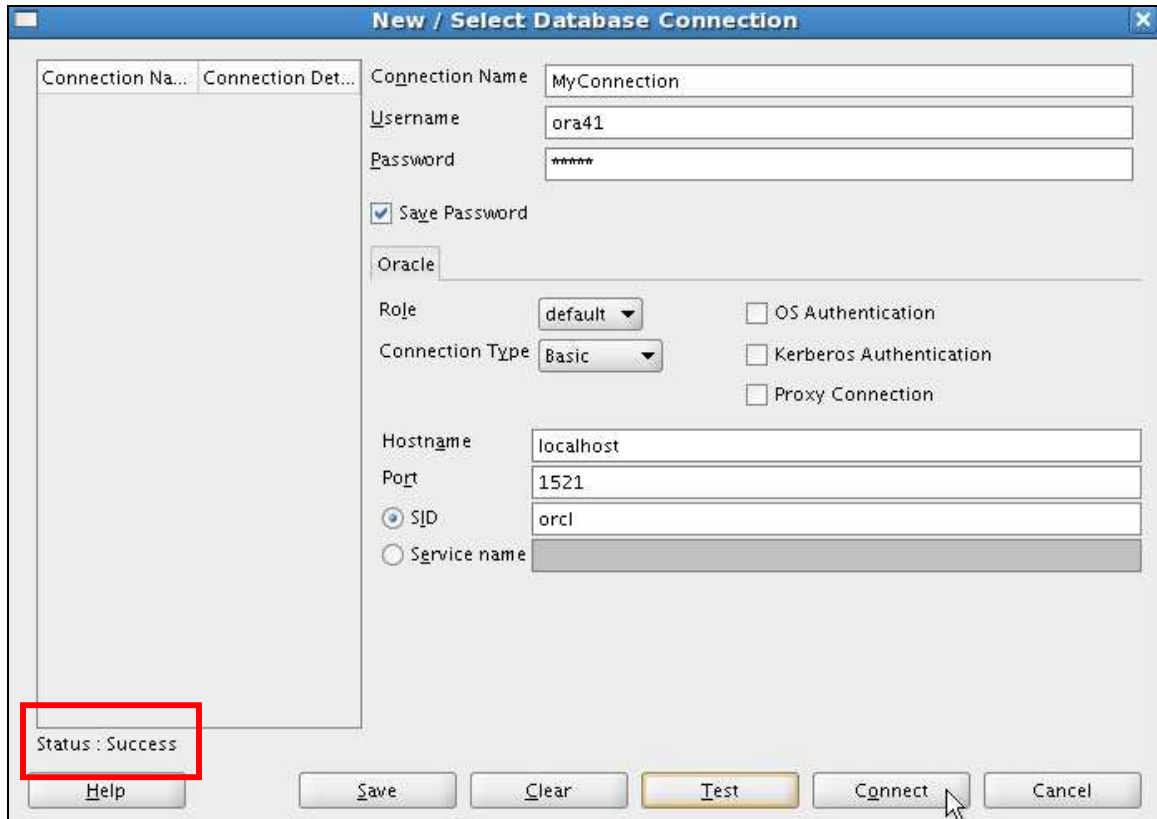 New / Select Database Connection
Connection Na... Connection Det...
Connection Name MyConnection
Username ora41
Password *****
Save Password
Oracle
Role default
OS Authentication
Connection Type Basic
Kerberos Authentication
Proxy Connection
Hostname localhost
Port 1521
SID orcl
Service name
Status : Success
Help Save Clear Test Connect Cancel